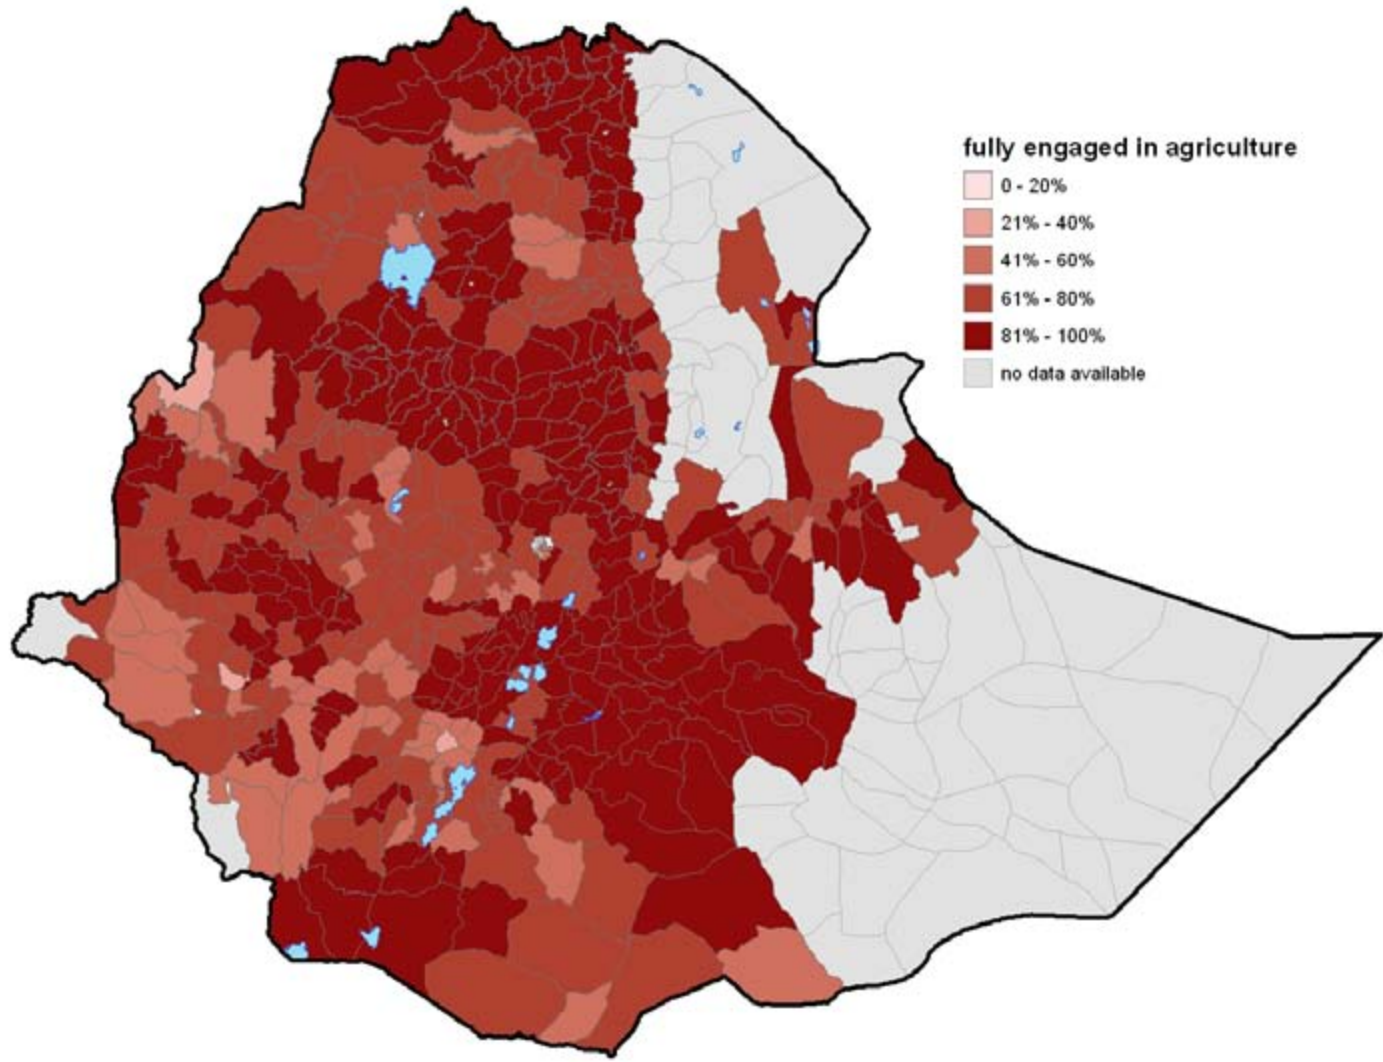 fully engaged in agriculture
0 - 20%
21% - 40%
41% - 60%
61% - 80%
81% - 100%
no data available